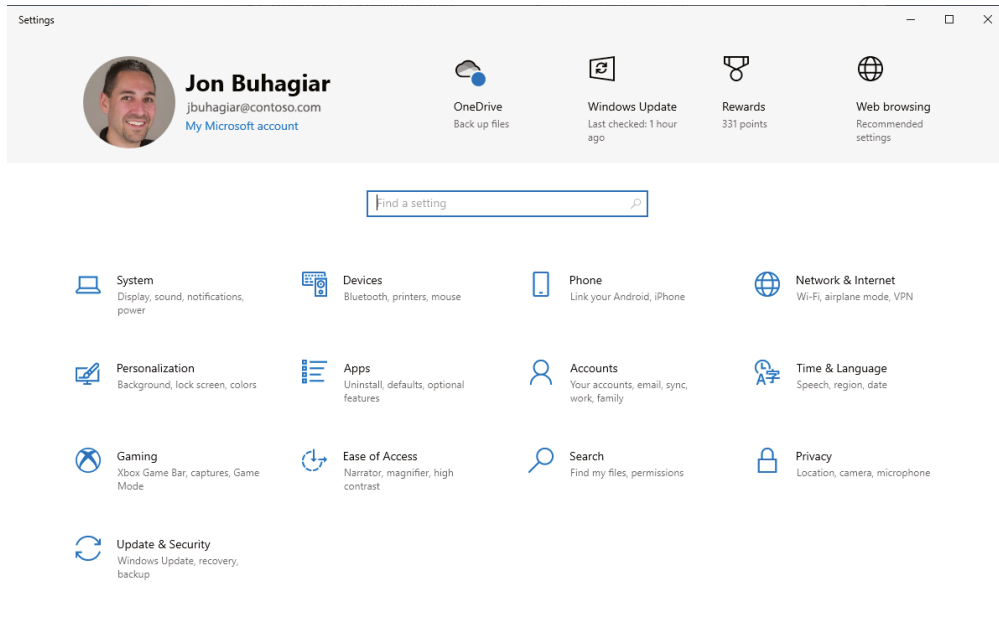 Settings
Jon Buhagiar
jbuhagiar@contoso.com
My Microsoft account
OneDrive
Back up files
Windows Update
Last checked: 1 hour
ago
Rewards
331 points
Web browsing
Recommended
settings
Find a setting
System
Display, sound, notifications,
power
Devices
Bluetooth, printers, mouse
Phone
Link your Android, iPhone
Network & Internet
Wi-Fi, airplane mode, VPN
Personalization
Background, lock screen, colors
Apps
Uninstall, defaults, optional
features
Accounts
Your accounts, email, sync,
work, family
Time & Language
Speech, region, date
Gaming
Xbox Game Bar, captures, Game
Mode
Ease of Access
Narrator, magnifier, high
contrast
Search
Find my files, permissions
Privacy
Location, camera, microphone
Update & Security
Windows Update, recovery,
backup